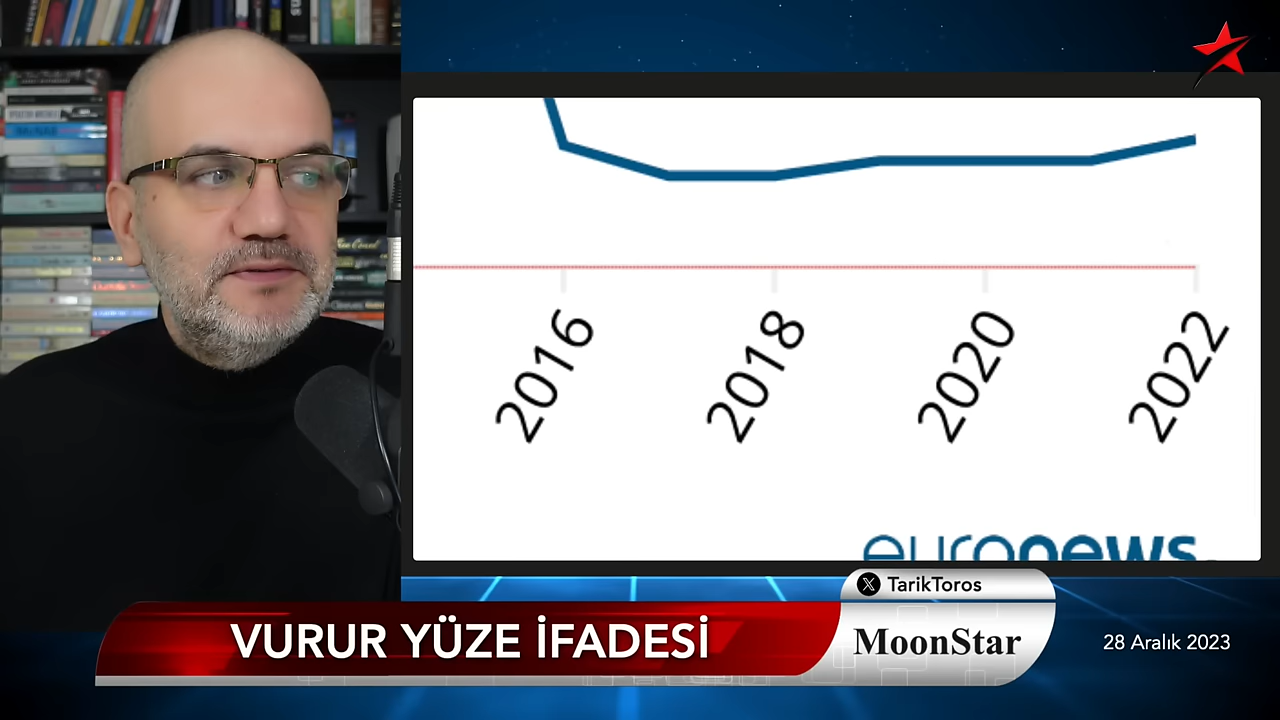 2016
2018
2020
2022
euronews
TarikToros
VURUR YÜZE İFADESİ
MoonStar
28 Aralık 2023